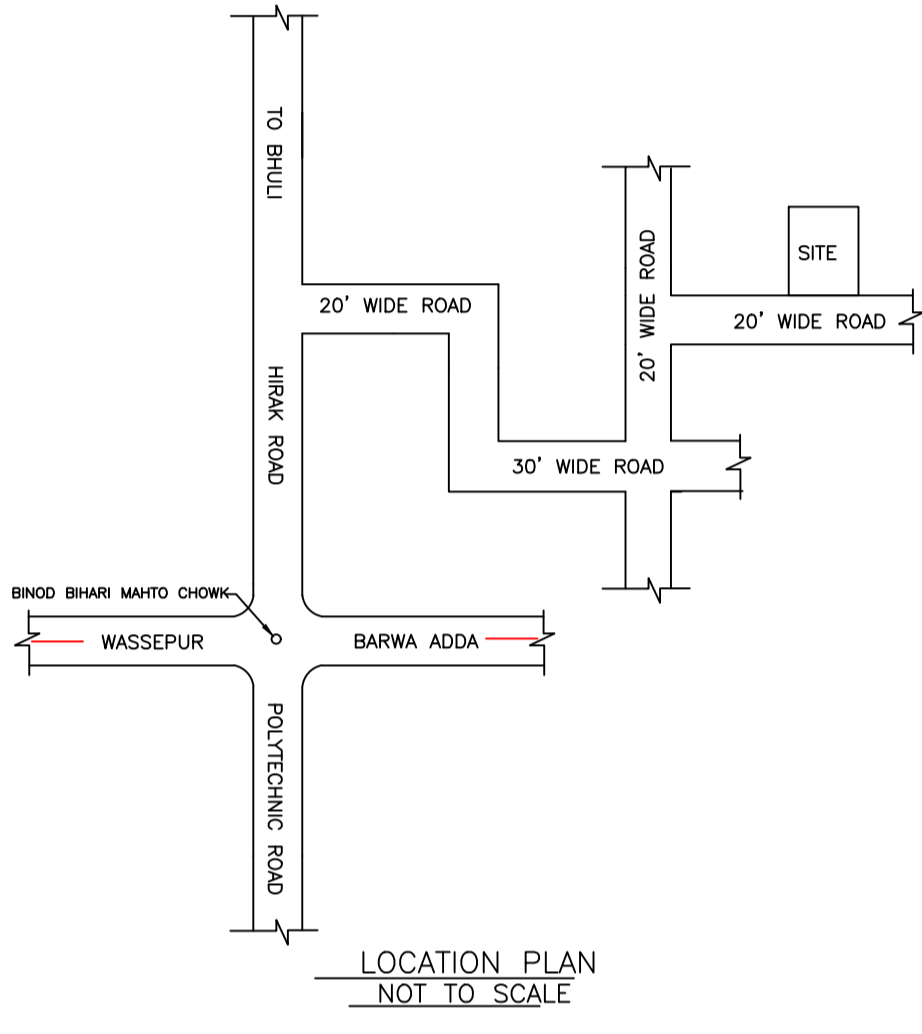 TO BHULI
20' WIDE ROAD
SITE
20' WIDE ROAD
20' WIDE ROAD
HIRAK ROAD
30' WIDE ROAD
BINOD BIHARI MAHTO CHOWK
WASSEPUR
BARWA ADDA
POLYTECHNIC ROAD
LOCATION PLAN
NOT TO SCALE